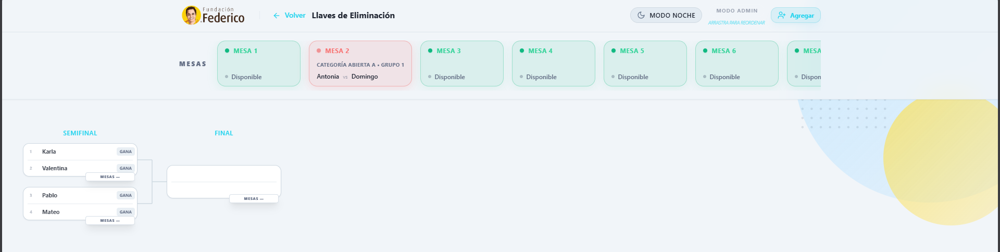 Fundación
Federico
← Volver
Llaves de Eliminación
MODO NOCHE
MODO ADMIN
ARRASTRA PARA REORDENAR
Agregar
MESAS
MESA 1
Disponible
MESA 2
CATEGORÍA ABIERTA A • GRUPO 1
Antonia vs Domingo
MESA 3
Disponible
MESA 4
Disponible
MESA 5
Disponible
MESA 6
Disponible
MESA
Dispon
SEMIFINAL
1 Karla GANA
2 Valentina GANA
MESAS —
3 Pablo GANA
4 Mateo GANA
MESAS —
FINAL
MESAS —